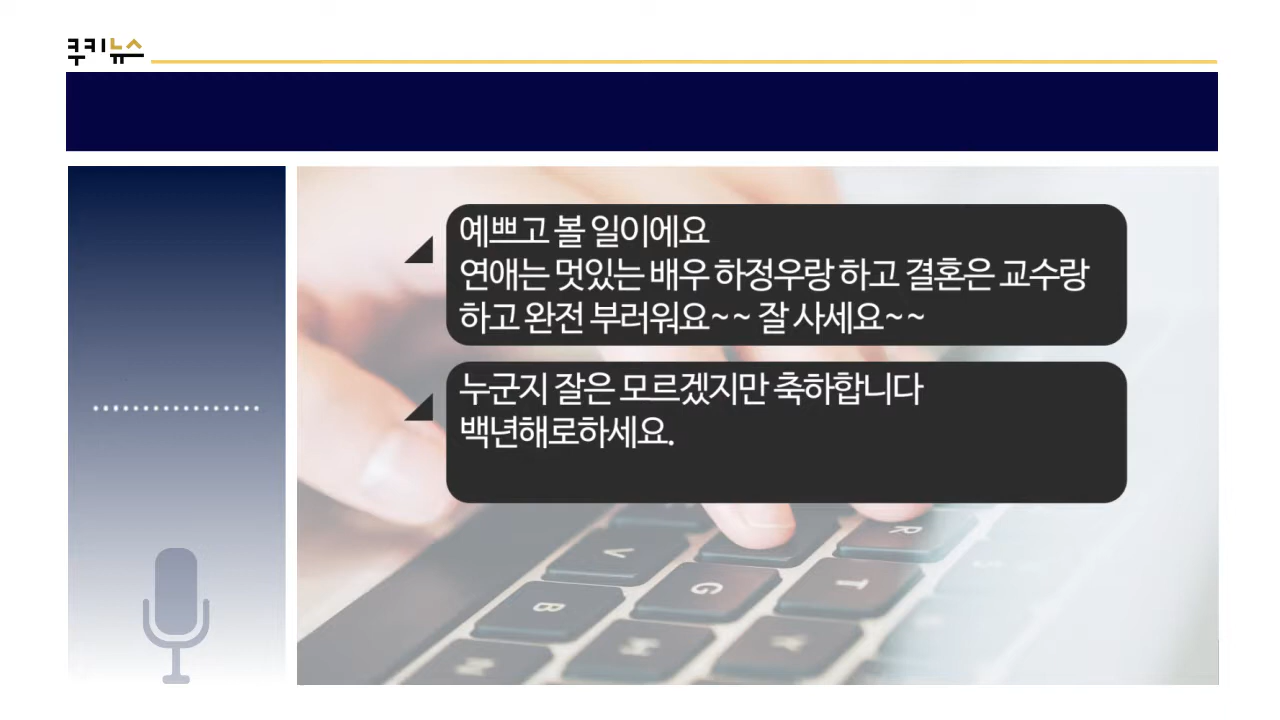 쿠키뉴스
예쁘고 볼 일이에요
연애는 멋있는 배우 하정우랑 하고 결혼은 교수랑
하고 완전 부러워요~~ 잘 사세요~~
누군지 잘은 모르겠지만 축하합니다
백년해로하세요.
R
V
G
T
B